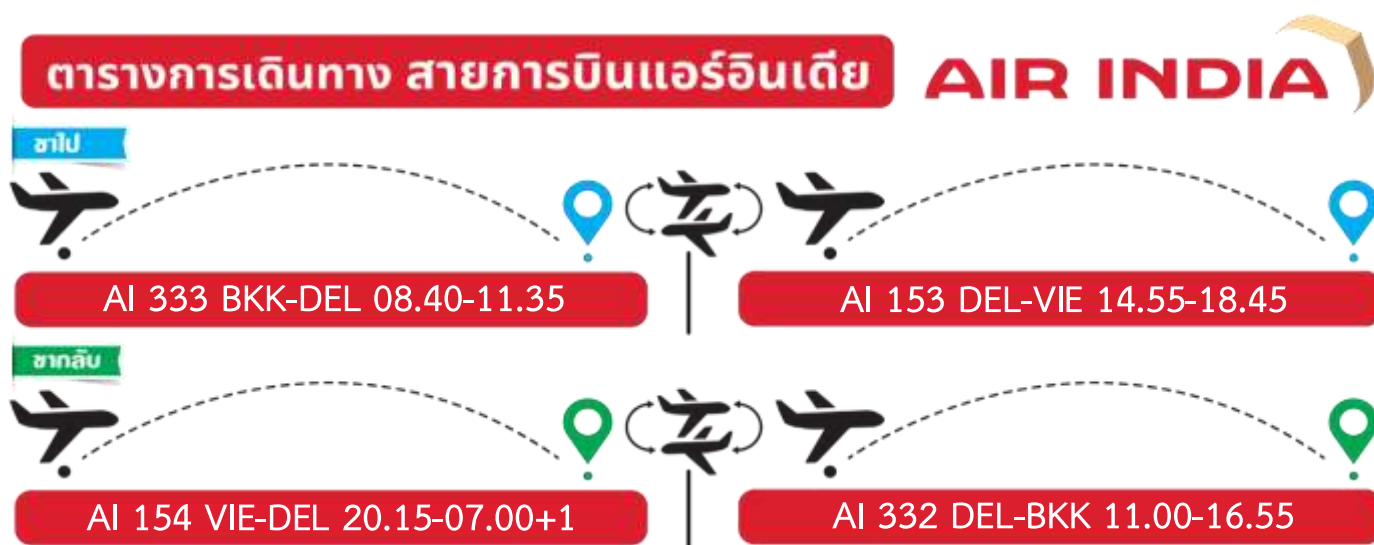 ตารางการเดินทาง สายการบินแอร์อินเดีย
AIR INDIA
ขาไป
AI 333 BKK-DEL 08.40-11.35
AI 153 DEL-VIE 14.55-18.45
ขากลับ
AI 154 VIE-DEL 20.15-07.00+1
AI 332 DEL-BKK 11.00-16.55